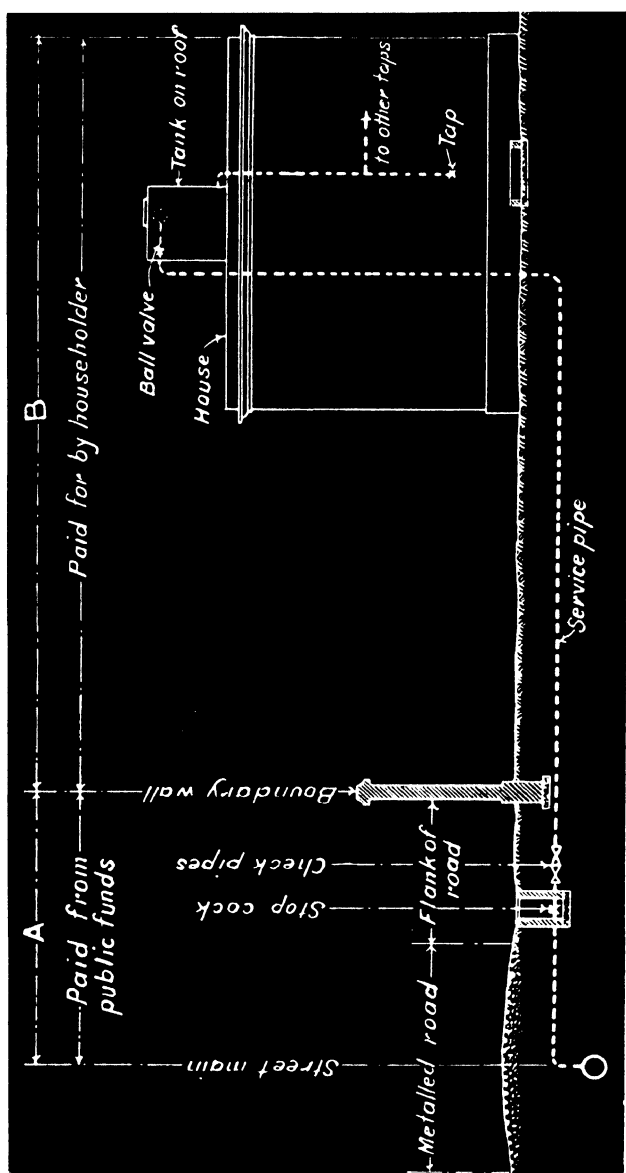 A
B
Paid from
public funds
Paid for by householder
Street main
Stop cock
Check pipes
Boundary wall
Metalled road
Flank of
road
Tank on roof
Ball valve
House
to other taps
Tap
Service pipe